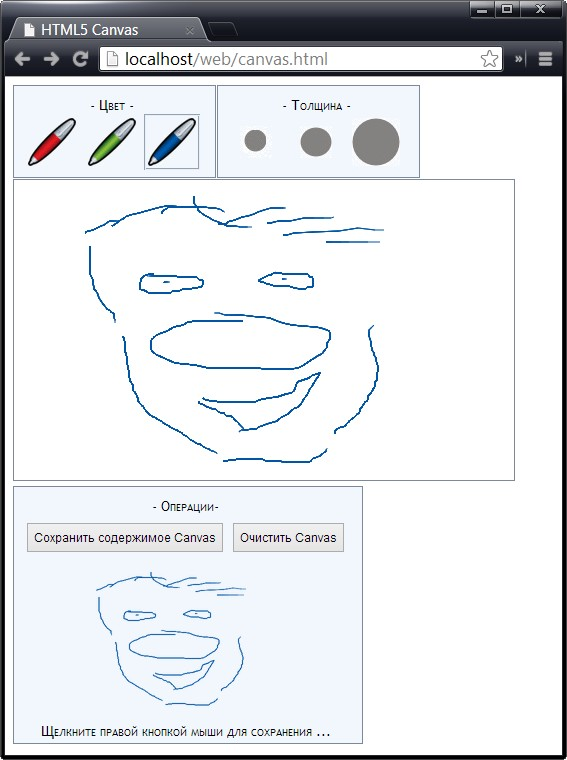 HTML5 Canvas
localhost/web/canvas.html
- Цвет -
- Толщина -
- Операции-
Сохранить содержимое Canvas
Очистить Canvas
Щелкните правой кнопкой мыши для сохранения ...